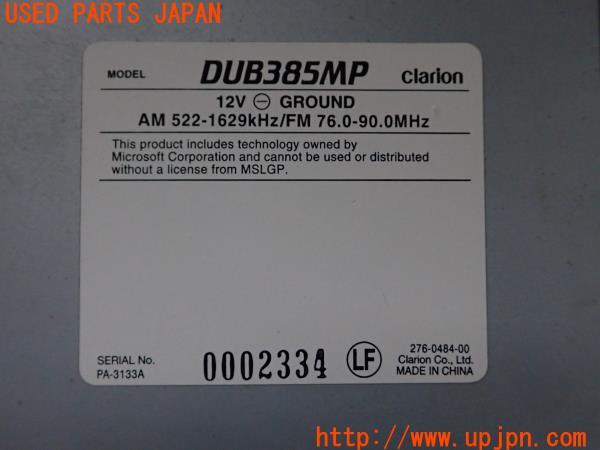 USED PARTS JAPAN
MODEL DUB385MP clarion
12V ⊖ GROUND
AM 522-1629kHz/FM 76.0-90.0MHz
This product includes technology owned by
Microsoft Corporation and cannot be used or distributed
without a license from MSLGP.
SERIAL No. 0002334 LF 276-0484-00
PA-3133A Clarion Co., Ltd.
MADE IN CHINA
http://www.upjpn.com/